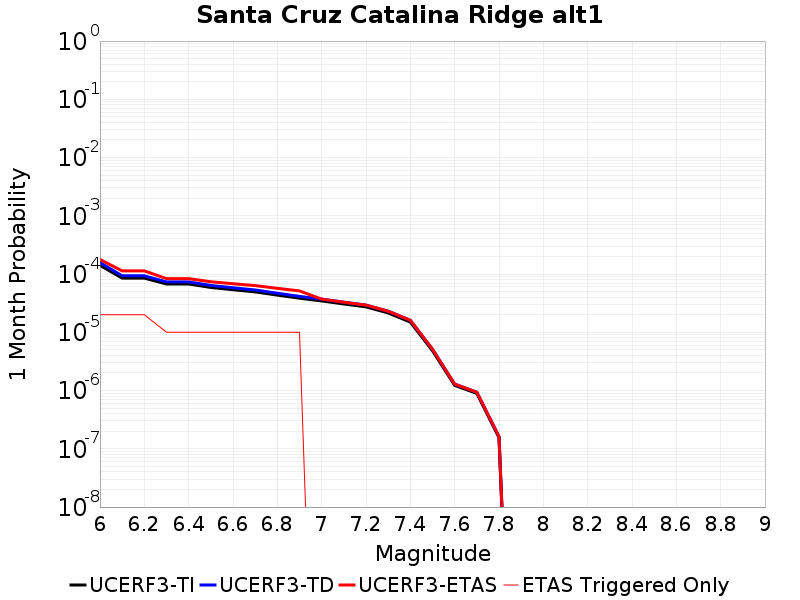 Santa Cruz Catalina Ridge alt1
1 Month Probability
10^0
10^-1
10^-2
10^-3
10^-4
10^-5
10^-6
10^-7
10^-8
6 6.2 6.4 6.6 6.8 7 7.2 7.4 7.6 7.8 8 8.2 8.4 8.6 8.8 9
Magnitude
UCERF3-TI UCERF3-TD UCERF3-ETAS ETAS Triggered Only